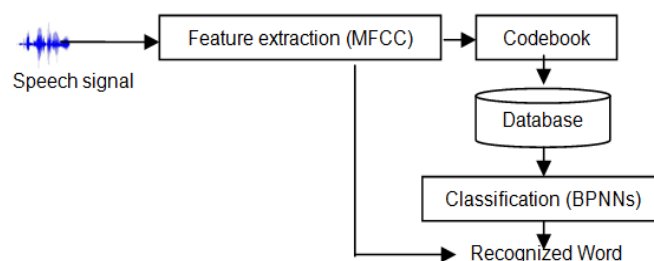 Feature extraction (MFCC)
Codebook
Speech signal
Database
Classification (BPNNs)
Recognized Word